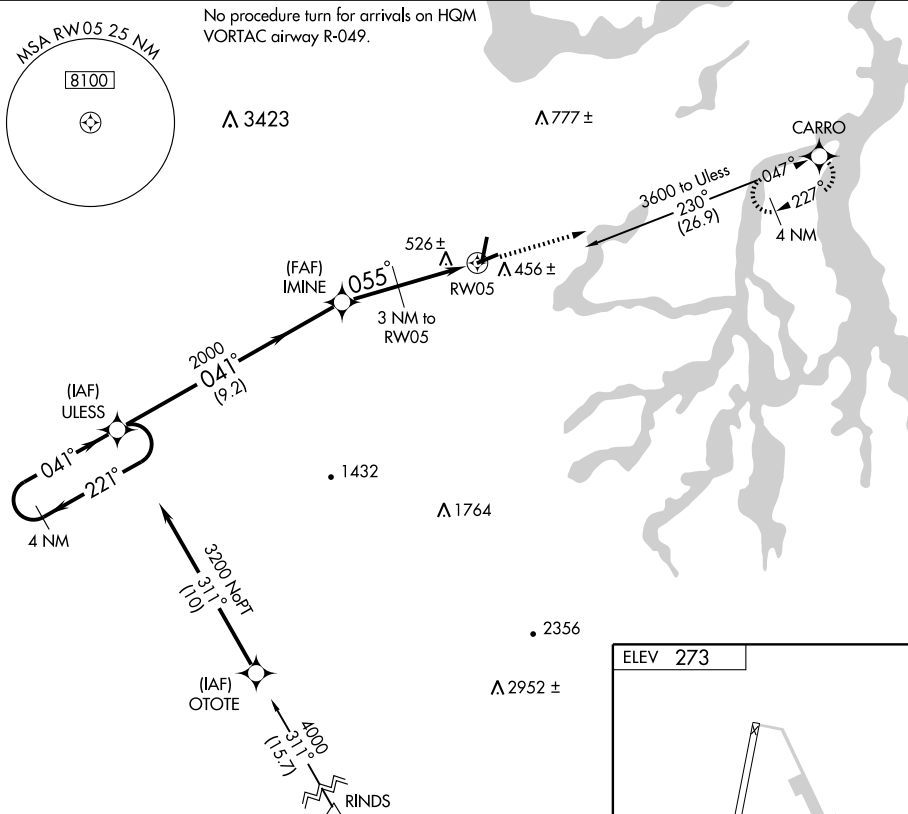 No procedure turn for arrivals on HQM
VORTAC airway R-049.
MSA RW05 25 NM
8100
3423
777 ±
CARRO
047°
227°
4 NM
3600 to Uless
230°
(26.9)
526 ±
456 ±
RW05
(FAF)
IMINE
055°
3 NM to
RW05
2000
041°
(9.2)
(IAF)
ULESS
041°
221°
4 NM
1432
1764
3200 NoPT
311°
(10)
2356
2952 ±
(IAF)
OTOTE
4000
311°
(15.7)
RINDS
ELEV 273